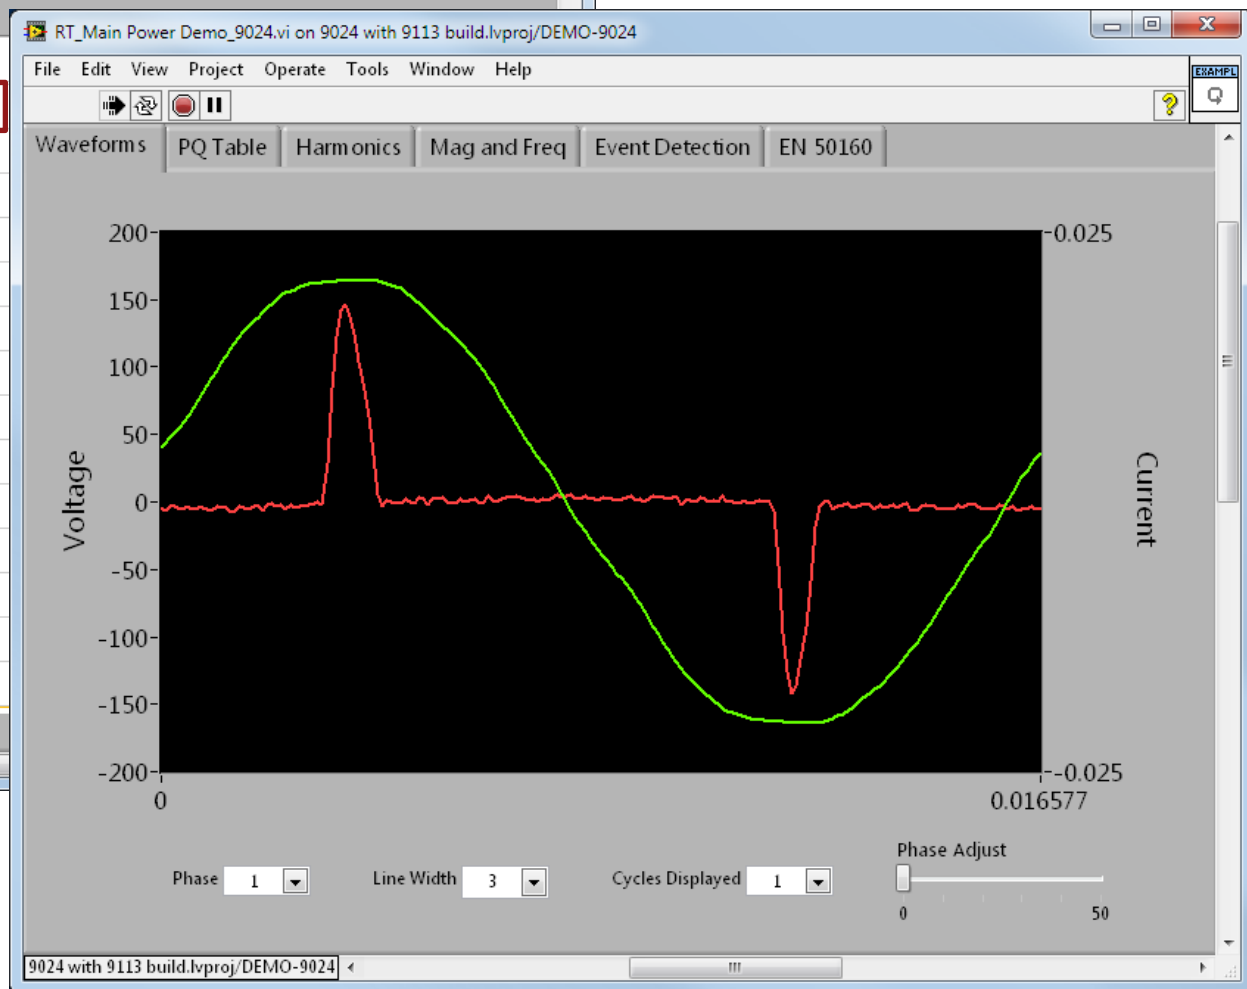 RT_Main Power Demo_9024.vi on 9024 with 9113 build.lvproj/DEMO-9024
File Edit View Project Operate Tools Window Help
EXAMPL
Waveforms PQ Table Harmonics Mag and Freq Event Detection EN 50160
200 0.025
150
100
50
0
-50
-100
-150
-200 -0.025
Voltage
Current
0 0.016577
Phase Adjust
Phase 1 Line Width 3 Cycles Displayed 1
0 50
9024 with 9113 build.lvproj/DEMO-9024